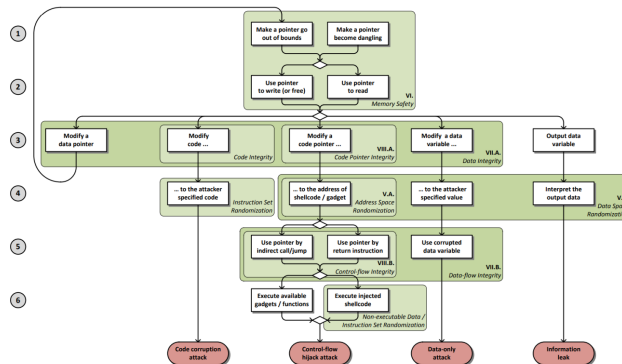 1
Make a pointer go
out of bounds
Make a pointer
become dangling
2
Use pointer
to write (or free)
Use pointer
to read
VI.
Memory Safety
3
Modify a
data pointer
Modify
code ...
Code Integrity
Modify a
code pointer ...
VIII.A.
Code Pointer Integrity
Modify a data
variable ...
VII.A.
Data Integrity
Output data
variable
4
... to the attacker
specified code
Instruction Set
Randomization
... to the address of
shellcode / gadget
V.A.
Address Space
Randomization
... to the attacker
specified value
Interpret the
output data
Data Spa
Randomizatio
5
Use pointer by
indirect call/jump
Use pointer by
return instruction
VIII.B.
Control-flow Integrity
Use corrupted
data variable
VII.B.
Data-flow Integrity
6
Execute available
gadgets / functions
Execute injected
shellcode
Non-executable Data /
Instruction Set Randomization
Code corruption
attack
Control-flow
hijack attack
Data-only
attack
Information
leak